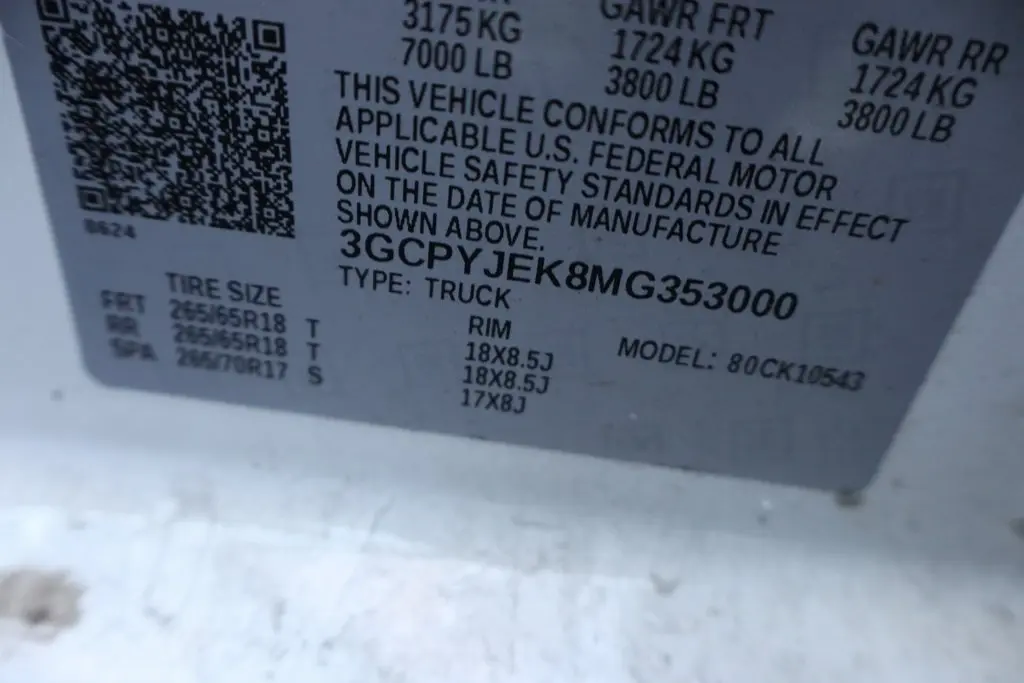 3175 KG
7000 LB
GAWR FRT
1724 KG
3800 LB
GAWR RR
1724 KG
3800 LB
THIS VEHICLE CONFORMS TO ALL
APPLICABLE U.S. FEDERAL MOTOR
VEHICLE SAFETY STANDARDS IN EFFECT
ON THE DATE OF MANUFACTURE
SHOWN ABOVE.
3GCPYJEK8MG353000
TYPE: TRUCK
MODEL: 80CK10543
0624
TIRE SIZE RIM
FRT 265/65R18 T 18X8.5J
RR 265/65R18 T 18X8.5J
SPA 265/70R17 S 17X8J